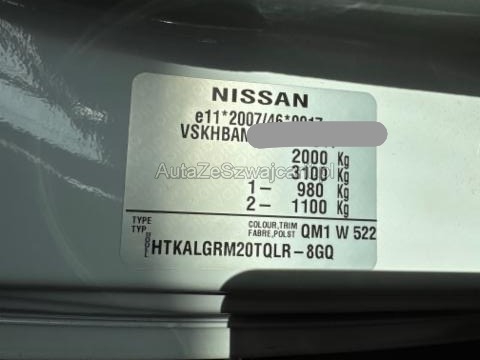 NISSAN
e11*2007/46*0017
VSKHBAM
2000 Kg
3100 Kg
1- 980 Kg
2- 1100 Kg
AutaZeSzwajcarii.pl
TYPE
TYP
COLOUR,TRIM
FABRE,POLST QM1 W 522
MODEL HTKALGRM20TQLR-8GQ